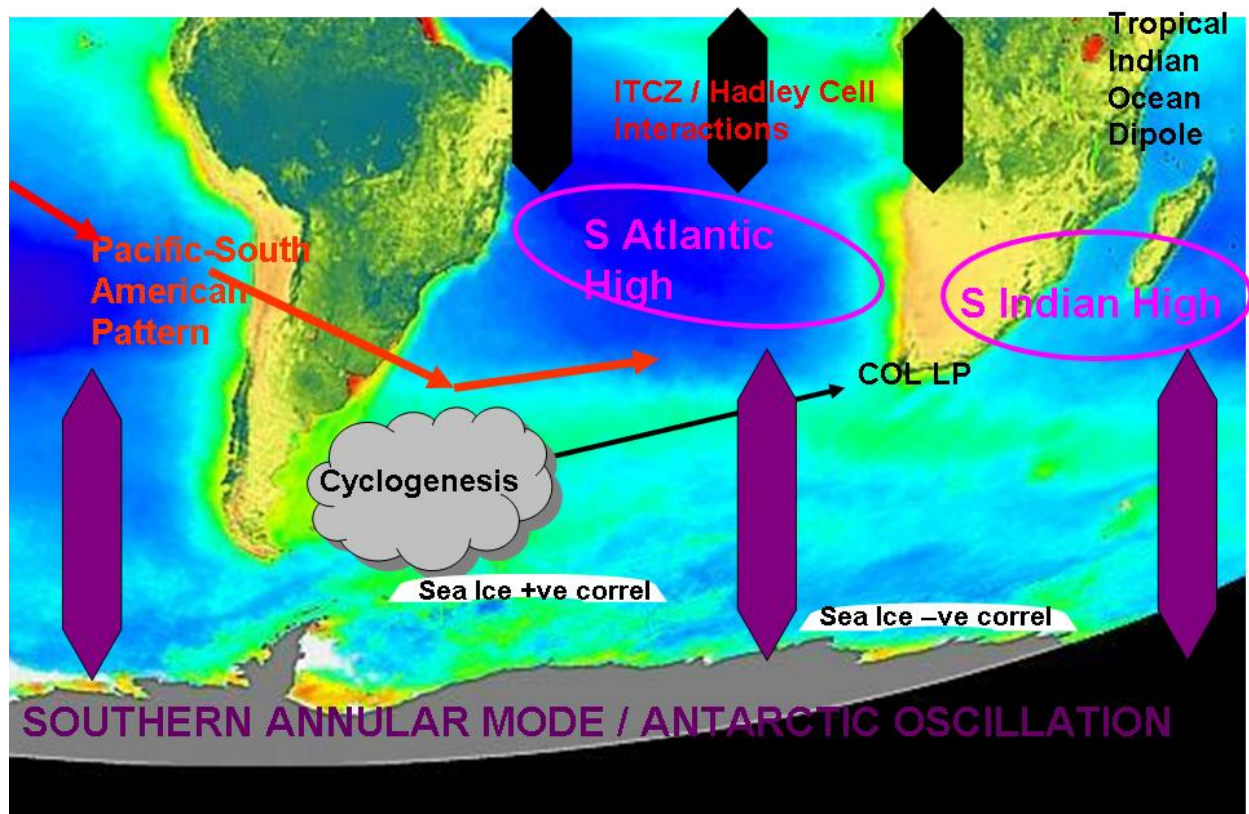 Tropical
Indian
Ocean
Dipole
ITCZ / Hadley Cell
Interactions
S Atlantic
High
Pacific-South
American
Pattern
S Indian High
COL LP
Cyclogenesis
Sea Ice +ve correl
Sea Ice –ve correl
SOUTHERN ANNULAR MODE / ANTARCTIC OSCILLATION